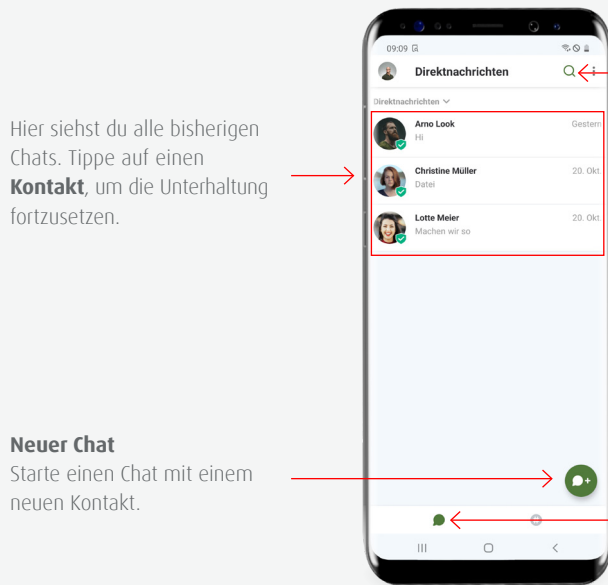 09:09
Direktnachrichten
Direktnachrichten
Arno Look
Gestern
Hi
Christine Müller
20. Okt.
Datei
Lotte Meier
20. Okt.
Machen wir so
Hier siehst du alle bisherigen
Chats. Tippe auf einen
Kontakt, um die Unterhaltung
fortzusetzen.
Neuer Chat
Starte einen Chat mit einem
neuen Kontakt.